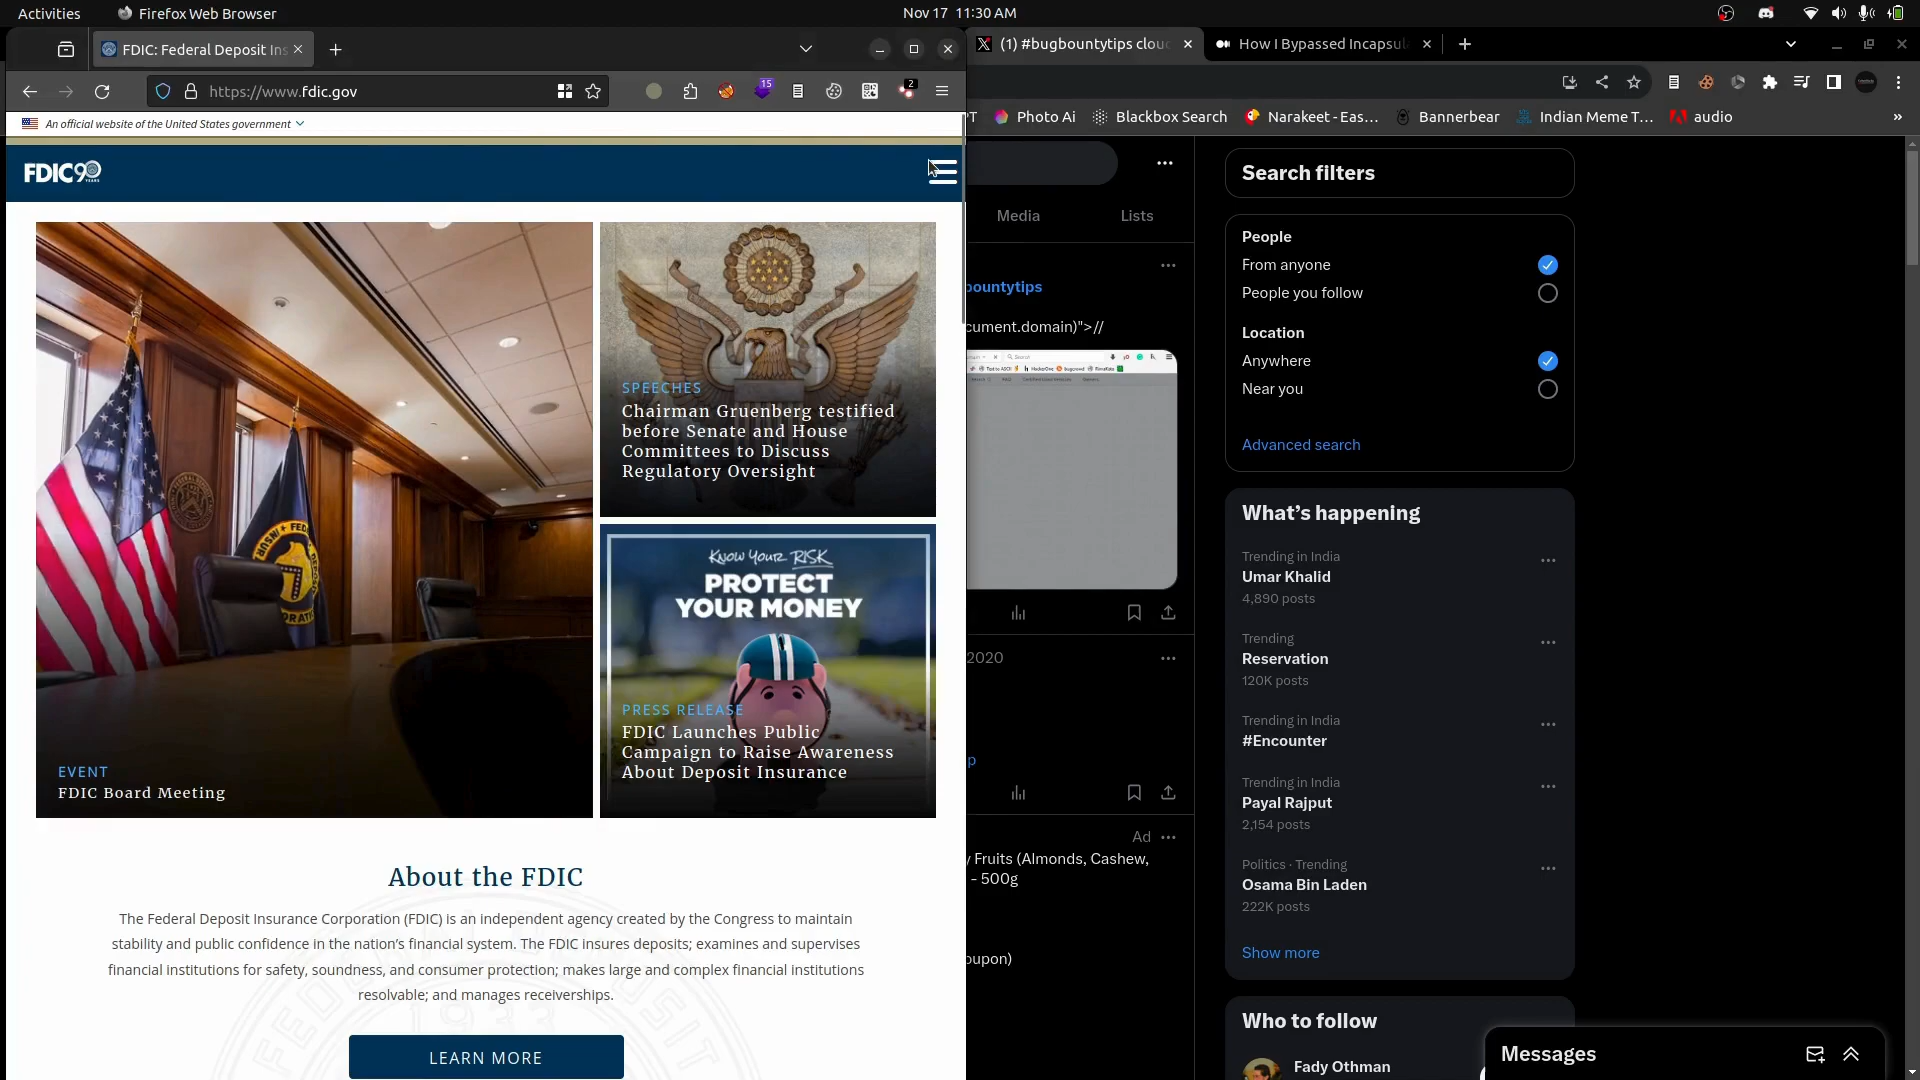 Activities
Firefox Web Browser
Nov 17 11:30 AM
FDIC: Federal Deposit Ins
(1) #bugbountytips clou
How I Bypassed Incapsul
https://www.fdic.gov
15
2
Photo Ai
Blackbox Search
Narakeet - Eas...
Bannerbear
Indian Meme T...
audio
»
An official website of the United States government
FDIC90
YEARS
SPEECHES
Chairman Gruenberg testified
before Senate and House
Committees to Discuss
Regulatory Oversight
KNOW YOUR RISK
PROTECT
YOUR MONEY
PRESS RELEASE
FDIC Launches Public
Campaign to Raise Awareness
About Deposit Insurance
EVENT
FDIC Board Meeting
About the FDIC
The Federal Deposit Insurance Corporation (FDIC) is an independent agency created by the Congress to maintain
stability and public confidence in the nation's financial system. The FDIC insures deposits; examines and supervises
financial institutions for safety, soundness, and consumer protection; makes large and complex financial institutions
resolvable; and manages receiverships.
1933
LEARN MORE
Media
Lists
ountytips
cument.domain)">//
2020
p
Ad
Fruits (Almonds, Cashew,
- 500g
oupon)
Search filters
People
From anyone
People you follow
Location
Anywhere
Near you
Advanced search
What's happening
Trending in India
Umar Khalid
4,890 posts
Trending
Reservation
120K posts
Trending in India
#Encounter
Trending in India
Payal Rajput
2,154 posts
Politics · Trending
Osama Bin Laden
222K posts
Show more
Who to follow
Fady Othman
Messages